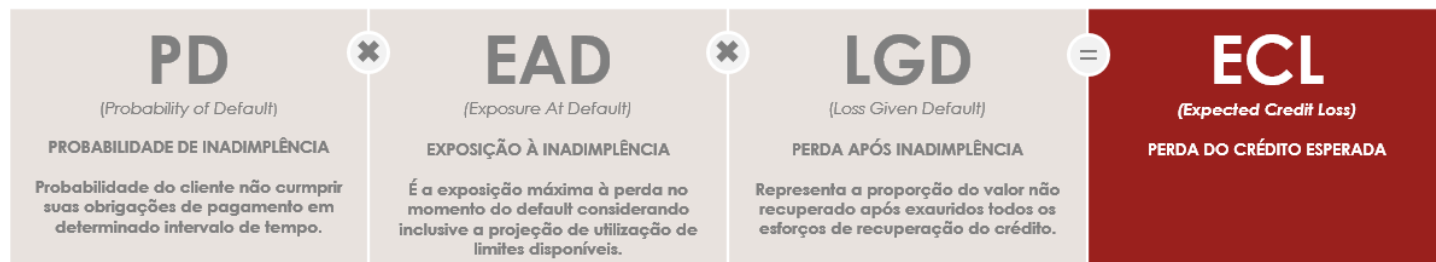 PD
(Probability of Default)
PROBABILIDADE DE INADIMPLÊNCIA
Probabilidade do cliente não curmprir
suas obrigações de pagamento em
determinado intervalo de tempo.
✖
EAD
(Exposure At Default)
EXPOSIÇÃO À INADIMPLÊNCIA
É a exposição máxima à perda no
momento do default considerando
inclusive a projeção de utilização de
limites disponíveis.
✖
LGD
(Loss Given Default)
PERDA APÓS INADIMPLÊNCIA
Representa a proporção do valor não
recuperado após exauridos todos os
esforços de recuperação do crédito.
=
ECL
(Expected Credit Loss)
PERDA DO CRÉDITO ESPERADA